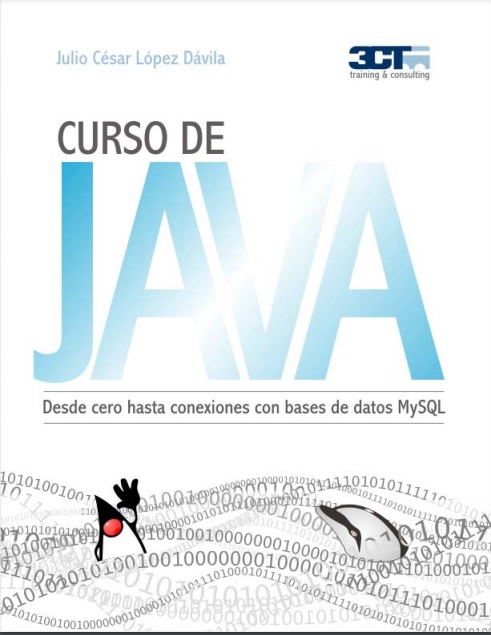 Julio César López Dávila
3CT
training & consulting
CURSO DE
JAVA
Desde cero hasta conexiones con bases de datos MySQL